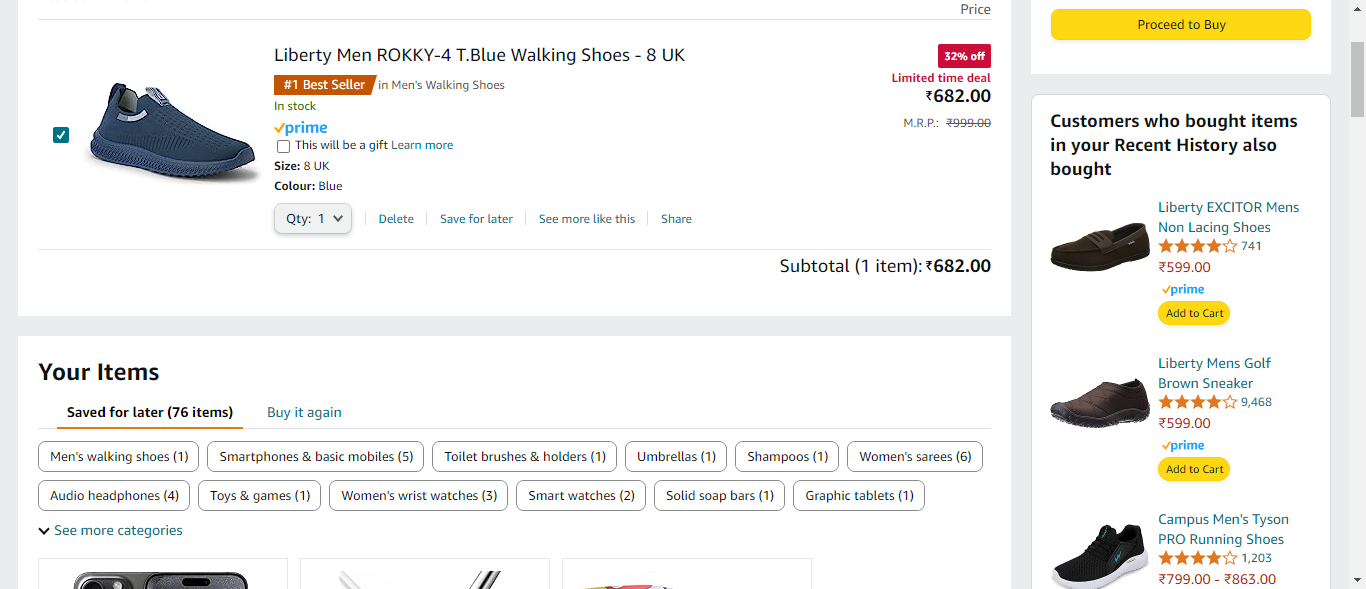 Price
Proceed to Buy
Liberty Men ROKKY-4 T.Blue Walking Shoes - 8 UK
32% off
#1 Best Seller in Men's Walking Shoes
Limited time deal
In stock
₹682.00
prime
M.R.P.: ₹999.00
This will be a gift Learn more
Size: 8 UK
Colour: Blue
Qty: 1
Delete
Save for later
See more like this
Share
Subtotal (1 item): ₹682.00
Your Items
Saved for later (76 items)
Buy it again
Men's walking shoes (1)
Smartphones & basic mobiles (5)
Toilet brushes & holders (1)
Umbrellas (1)
Shampoos (1)
Women's sarees (6)
Audio headphones (4)
Toys & games (1)
Women's wrist watches (3)
Smart watches (2)
Solid soap bars (1)
Graphic tablets (1)
See more categories
Customers who bought items
in your Recent History also
bought
Liberty EXCITOR Mens
Non Lacing Shoes
741
₹599.00
prime
Add to Cart
Liberty Mens Golf
Brown Sneaker
9,468
₹599.00
prime
Add to Cart
Campus Men's Tyson
PRO Running Shoes
1,203
₹799.00 - ₹863.00